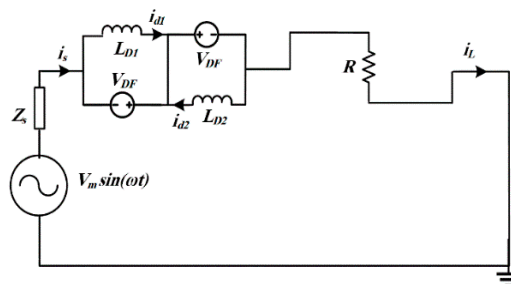 i_s
L_D1
i_d1
+ -
V_DF
R
i_L
V_DF
- +
i_d2
L_D2
Z_s
V_m sin(ωt)